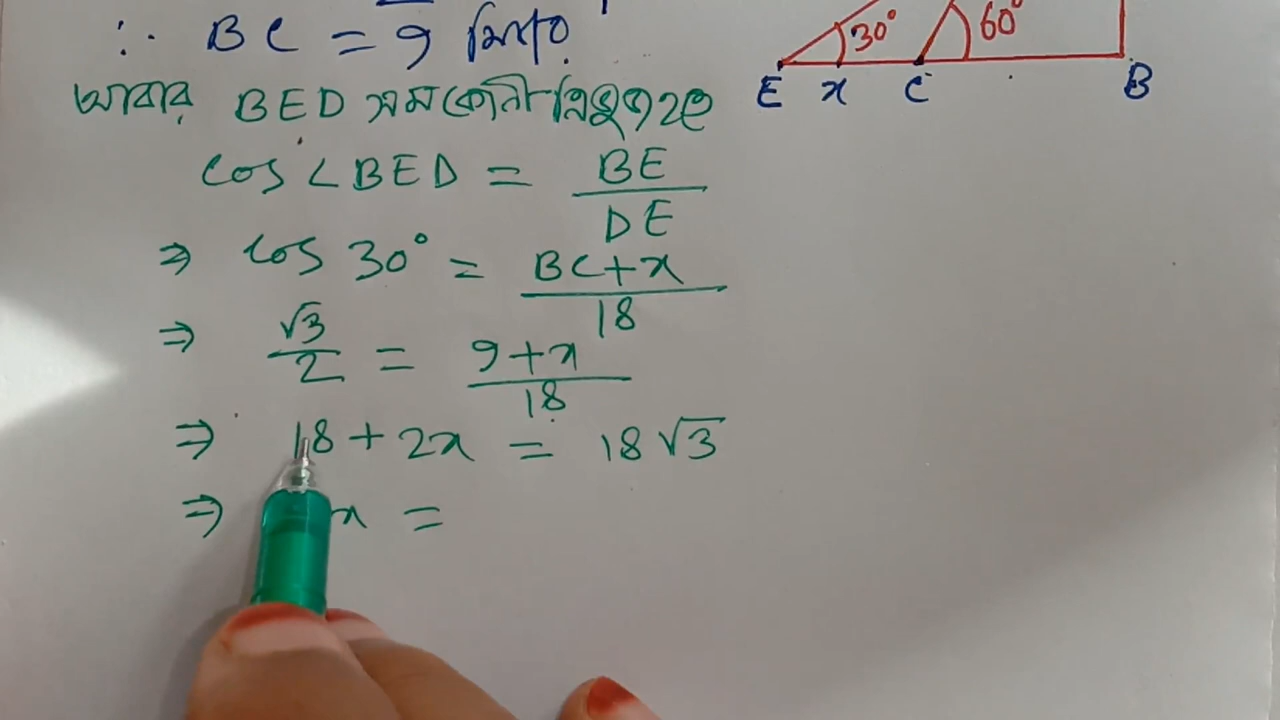 ∴ BC = 9 মিটার
30° 60°
E x C B
আবার, BED সমকোনী ত্রিভুজ হতে
cos ∠BED = BE/DE
⇒ cos 30° = BC+x/18
⇒ √3/2 = 9+x/18
⇒ 18 + 2x = 18√3
⇒ x =